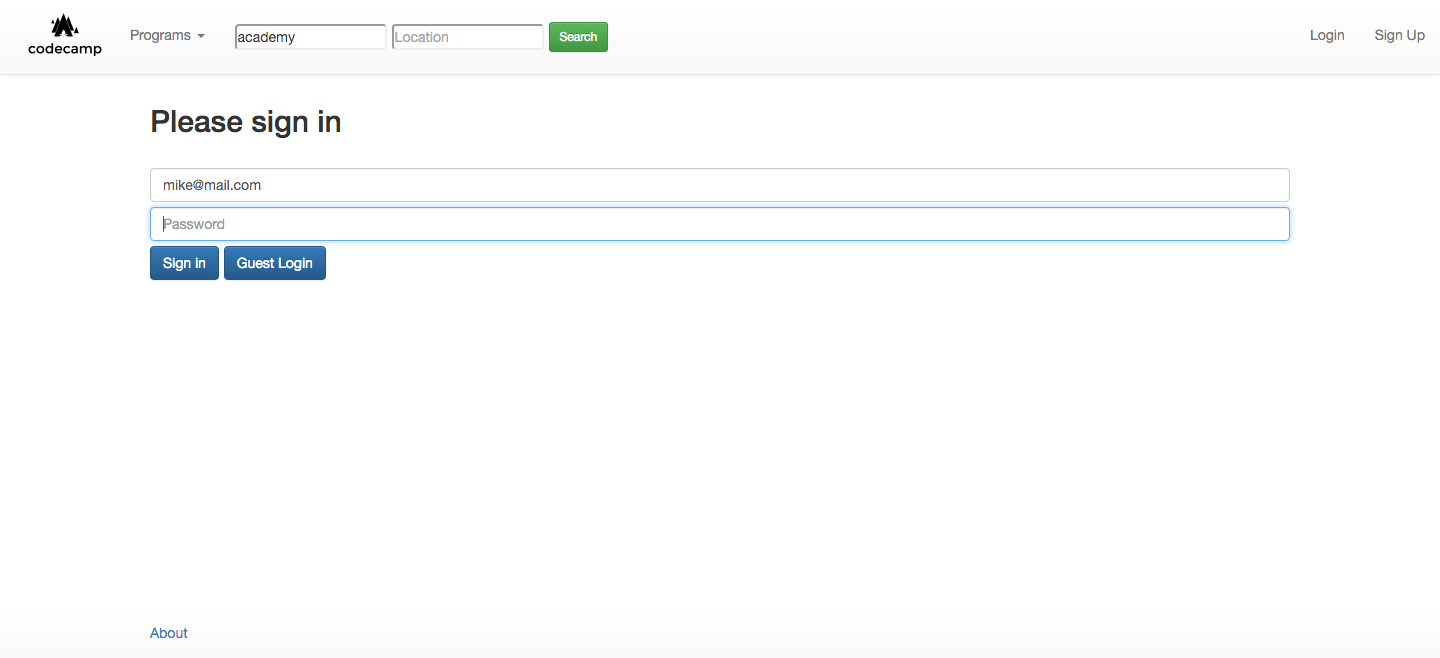 codecamp
Programs
academy
Location
Search
Login
Sign Up
Please sign in
mike@mail.com
Password
Sign in
Guest Login
About